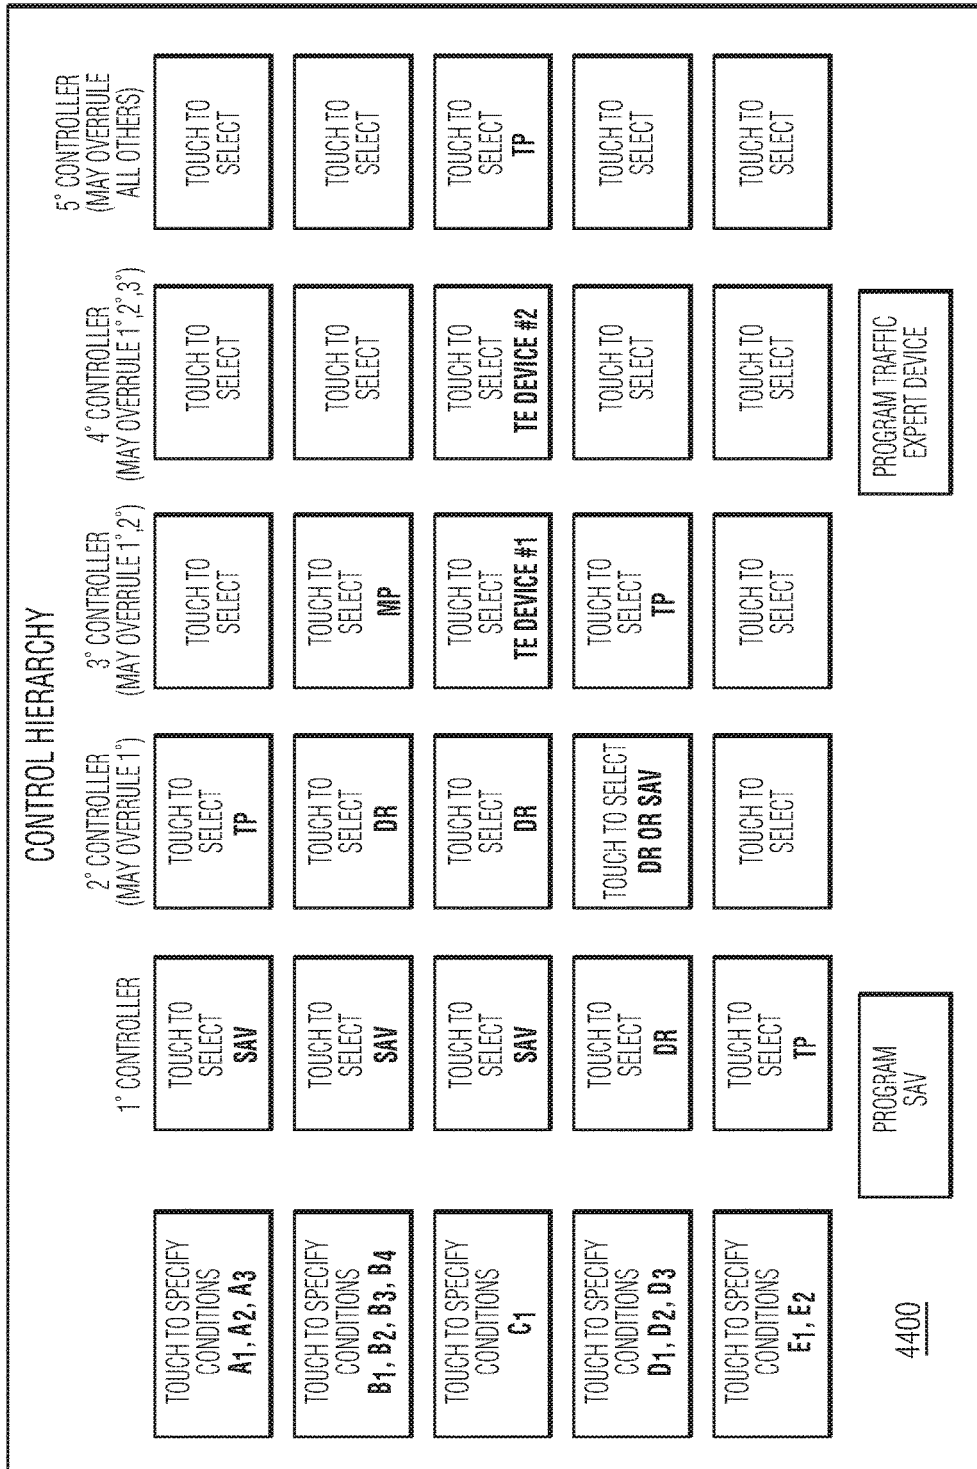 CONTROL HIERARCHY
1° CONTROLLER
2° CONTROLLER
(MAY OVERRULE 1°)
3° CONTROLLER
(MAY OVERRULE 1°,2°)
4° CONTROLLER
(MAY OVERRULE 1°,2°,3°)
5° CONTROLLER
(MAY OVERRULE
ALL OTHERS)
TOUCH TO SPECIFY
CONDITIONS
A1, A2, A3
TOUCH TO
SELECT
SAV
TOUCH TO
SELECT
TP
TOUCH TO
SELECT
TOUCH TO
SELECT
TOUCH TO
SELECT
TOUCH TO SPECIFY
CONDITIONS
B1, B2, B3, B4
TOUCH TO
SELECT
SAV
TOUCH TO
SELECT
DR
TOUCH TO
SELECT
MP
TOUCH TO
SELECT
TOUCH TO
SELECT
TOUCH TO SPECIFY
CONDITIONS
C1
TOUCH TO
SELECT
SAV
TOUCH TO
SELECT
DR
TOUCH TO
SELECT
TE DEVICE #1
TOUCH TO
SELECT
TE DEVICE #2
TOUCH TO
SELECT
TP
TOUCH TO SPECIFY
CONDITIONS
D1, D2, D3
TOUCH TO
SELECT
DR
TOUCH TO SELECT
DR OR SAV
TOUCH TO
SELECT
TP
TOUCH TO
SELECT
TOUCH TO
SELECT
TOUCH TO SPECIFY
CONDITIONS
E1, E2
TOUCH TO
SELECT
TP
TOUCH TO
SELECT
TOUCH TO
SELECT
TOUCH TO
SELECT
TOUCH TO
SELECT
4400
PROGRAM
SAV
PROGRAM TRAFFIC
EXPERT DEVICE